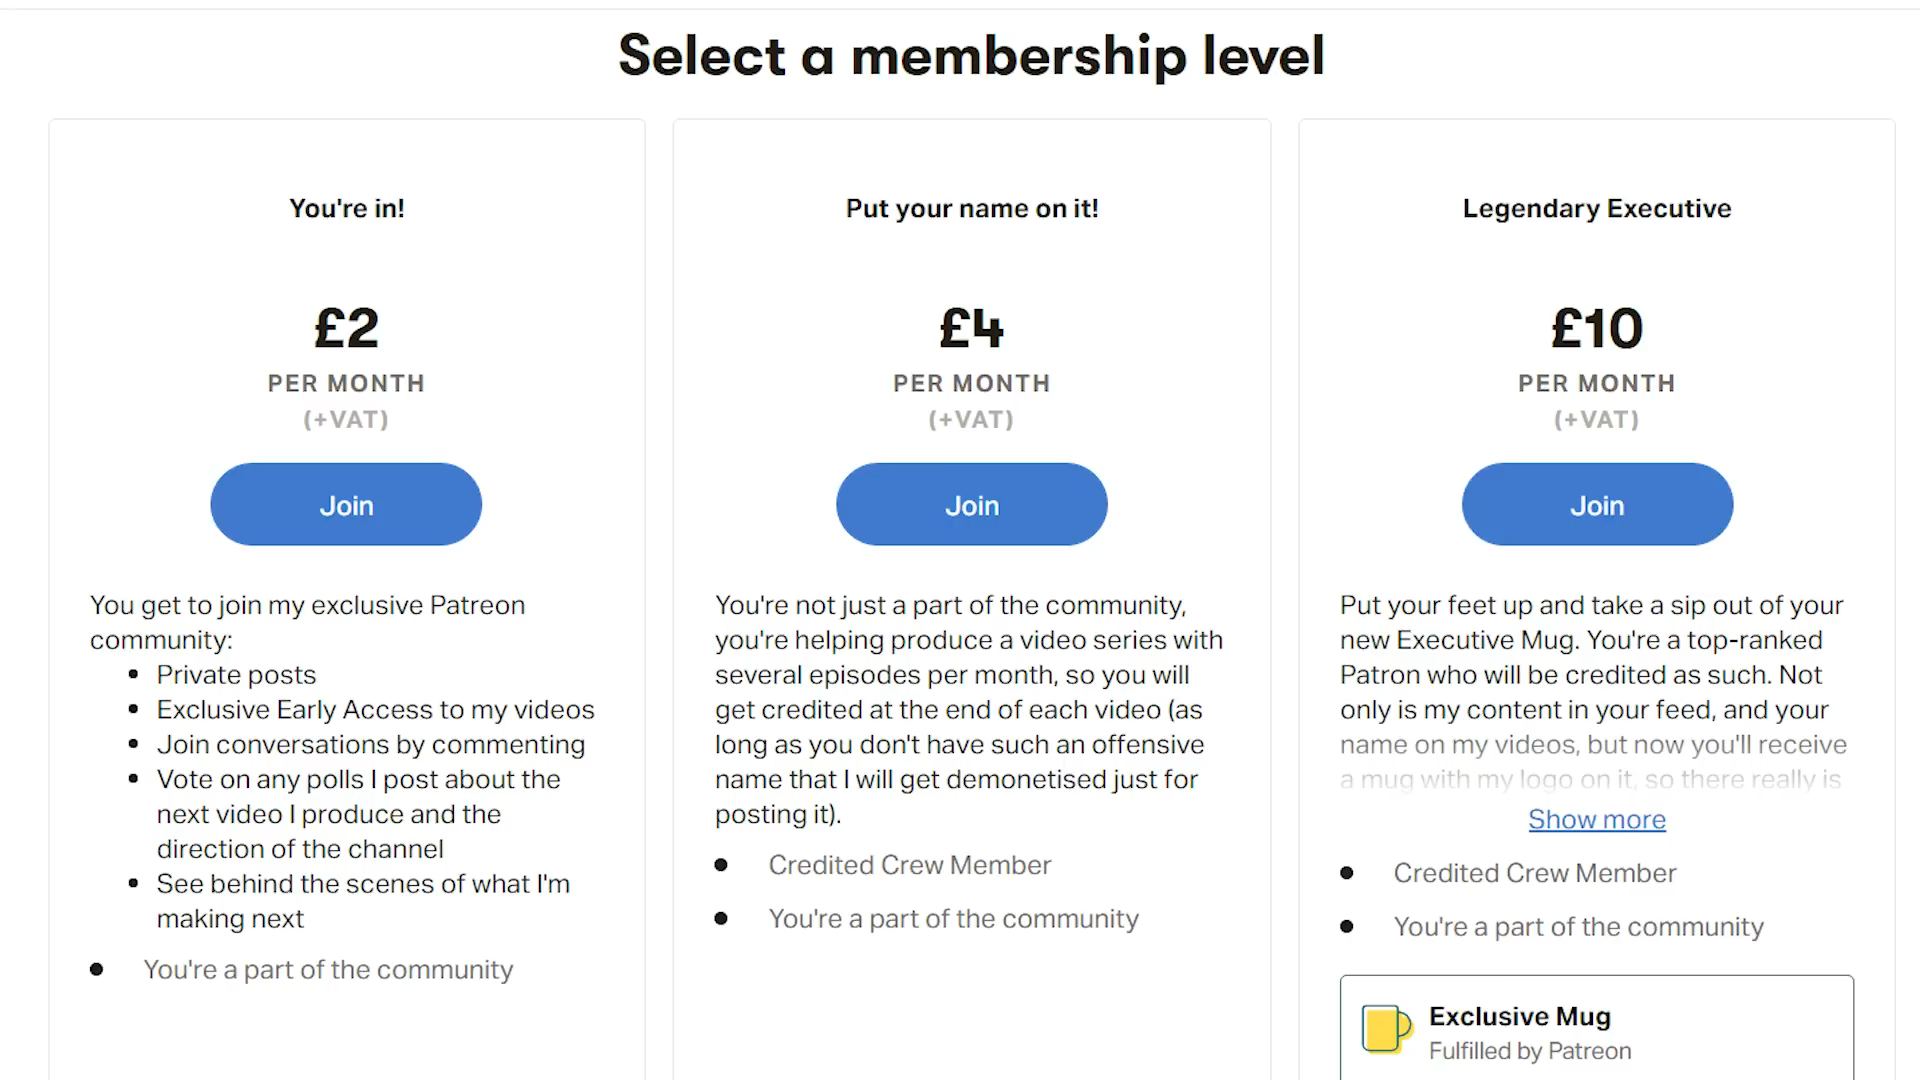 Select a membership level
You're in!
£2
PER MONTH
(+VAT)
Join
You get to join my exclusive Patreon
community:
Private posts
Exclusive Early Access to my videos
Join conversations by commenting
Vote on any polls I post about the
next video I produce and the
direction of the channel
See behind the scenes of what I'm
making next
You're a part of the community
Put your name on it!
£4
PER MONTH
(+VAT)
Join
You're not just a part of the community,
you're helping produce a video series with
several episodes per month, so you will
get credited at the end of each video (as
long as you don't have such an offensive
name that I will get demonetised just for
posting it).
Credited Crew Member
You're a part of the community
Legendary Executive
£10
PER MONTH
(+VAT)
Join
Put your feet up and take a sip out of your
new Executive Mug. You're a top-ranked
Patron who will be credited as such. Not
only is my content in your feed, and your
name on my videos, but now you'll receive
a mug with my logo on it, so there really is
Show more
Credited Crew Member
You're a part of the community
Exclusive Mug
Fulfilled by Patreon